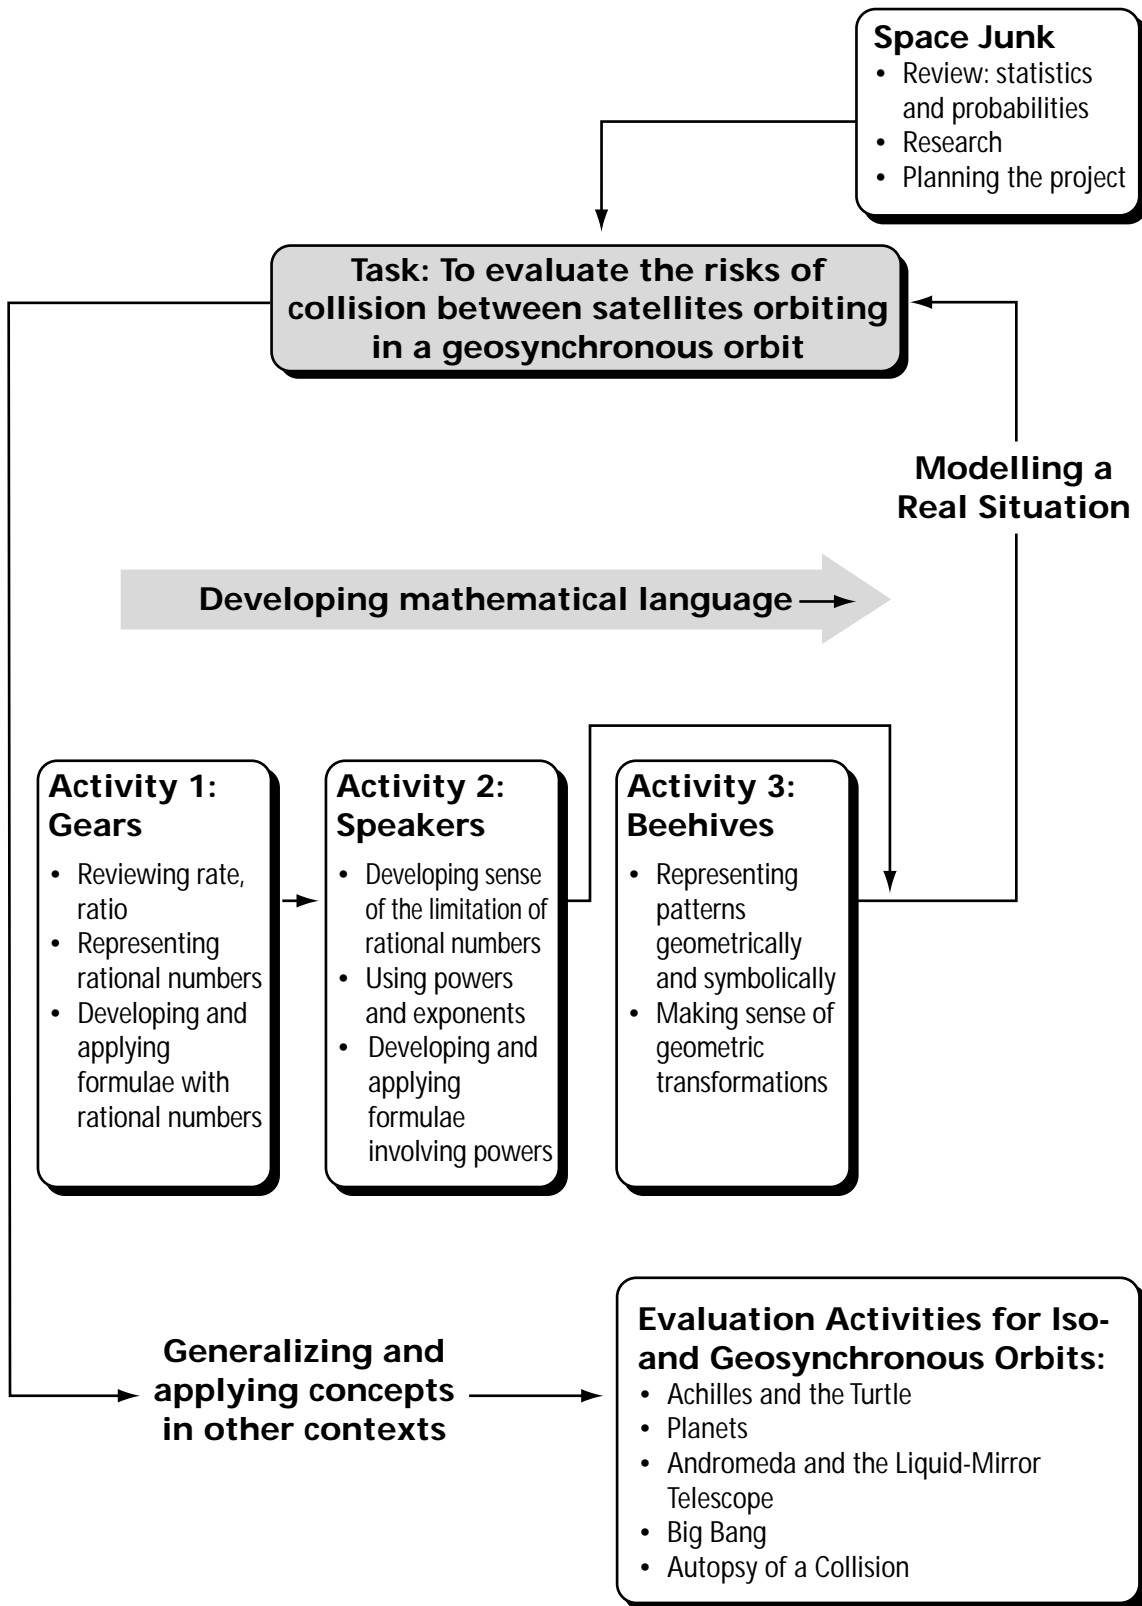 Space Junk
• Review: statistics
and probabilities
• Research
• Planning the project
Task: To evaluate the risks of
collision between satellites orbiting
in a geosynchronous orbit
Modelling a
Real Situation
Developing mathematical language
Activity 1:
Gears
• Reviewing rate,
ratio
• Representing
rational numbers
• Developing and
applying
formulae with
rational numbers
Activity 2:
Speakers
• Developing sense
of the limitation of
rational numbers
• Using powers
and exponents
• Developing and
applying
formulae
involving powers
Activity 3:
Beehives
• Representing
patterns
geometrically
and symbolically
• Making sense of
geometric
transformations
Generalizing and
applying concepts
in other contexts
Evaluation Activities for Iso-
and Geosynchronous Orbits:
• Achilles and the Turtle
• Planets
• Andromeda and the Liquid-Mirror
Telescope
• Big Bang
• Autopsy of a Collision